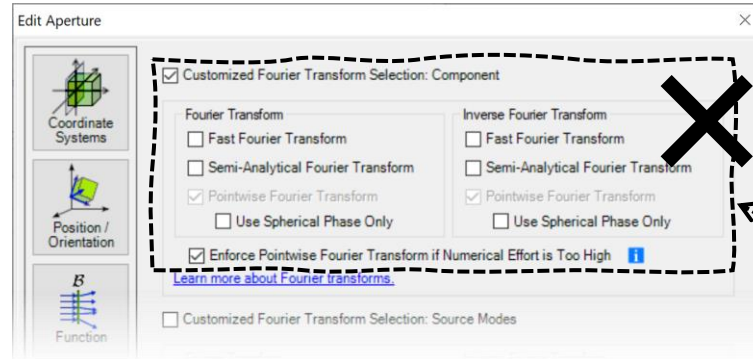 Edit Aperture
Customized Fourier Transform Selection: Component
Coordinate
Systems
Fourier Transform
Fast Fourier Transform
Semi-Analytical Fourier Transform
Pointwise Fourier Transform
Use Spherical Phase Only
Inverse Fourier Transform
Fast Fourier Transform
Semi-Analytical Fourier Transform
Pointwise Fourier Transform
Use Spherical Phase Only
Position /
Orientation
Enforce Pointwise Fourier Transform if Numerical Effort is Too High i
Learn more about Fourier transforms.
B
Function
Customized Fourier Transform Selection: Source Modes